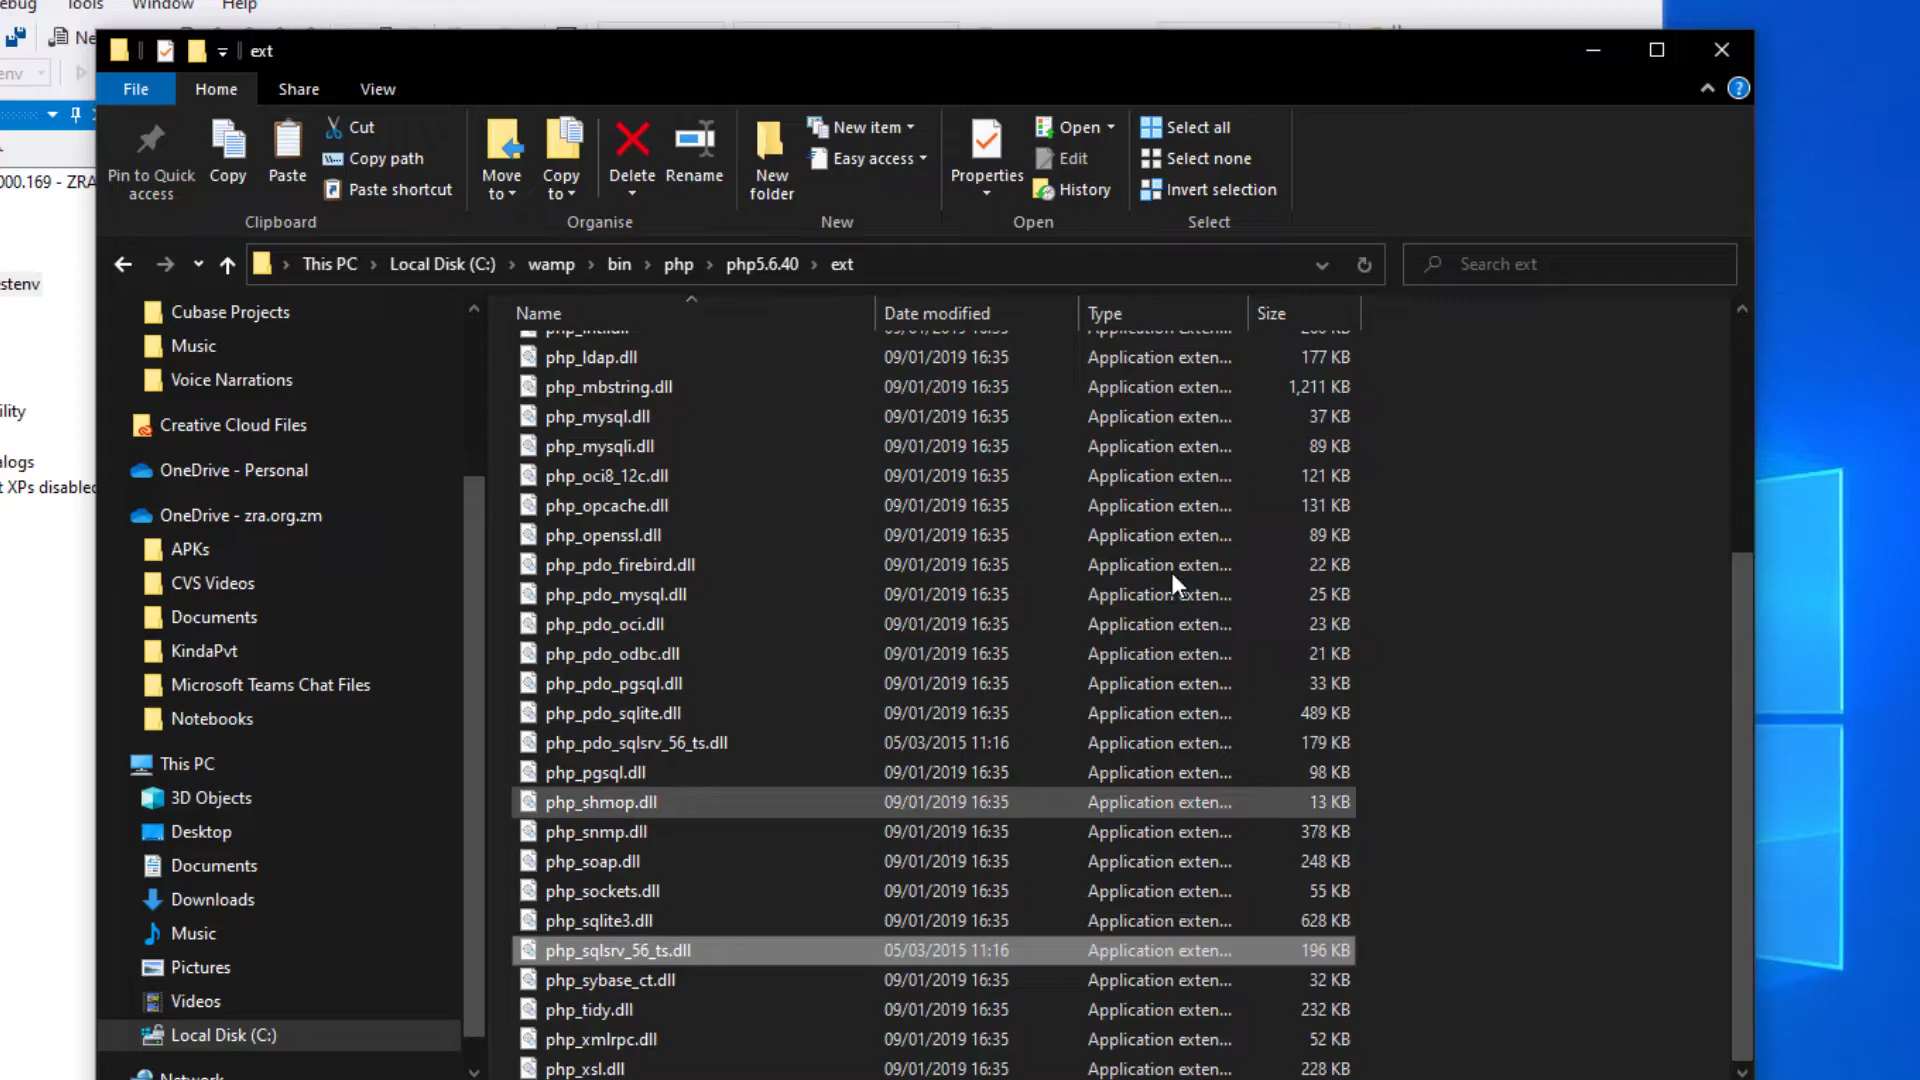 ebug Tools Window Help
Ne
env
000.169 - ZRA
stenv
ility
alogs
t XPs disabled
ext
File Home Share View
Pin to Quick access
Copy
Paste
Cut
Copy path
Paste shortcut
Clipboard
Move to
Copy to
Delete
Rename
Organise
New folder
New item
Easy access
New
Properties
Open
Edit
History
Open
Select all
Select none
Invert selection
Select
This PC > Local Disk (C:) > wamp > bin > php > php5.6.40 > ext
Search ext
Cubase Projects
Music
Voice Narrations
Creative Cloud Files
OneDrive - Personal
OneDrive - zra.org.zm
APKs
CVS Videos
Documents
KindaPvt
Microsoft Teams Chat Files
Notebooks
This PC
3D Objects
Desktop
Documents
Downloads
Music
Pictures
Videos
Local Disk (C:)
Network
Name Date modified Type Size
php_ldap.dll 09/01/2019 16:35 Application exten... 177 KB
php_mbstring.dll 09/01/2019 16:35 Application exten... 1,211 KB
php_mysql.dll 09/01/2019 16:35 Application exten... 37 KB
php_mysqli.dll 09/01/2019 16:35 Application exten... 89 KB
php_oci8_12c.dll 09/01/2019 16:35 Application exten... 121 KB
php_opcache.dll 09/01/2019 16:35 Application exten... 131 KB
php_openssl.dll 09/01/2019 16:35 Application exten... 89 KB
php_pdo_firebird.dll 09/01/2019 16:35 Application exten... 22 KB
php_pdo_mysql.dll 09/01/2019 16:35 Application exten... 25 KB
php_pdo_oci.dll 09/01/2019 16:35 Application exten... 23 KB
php_pdo_odbc.dll 09/01/2019 16:35 Application exten... 21 KB
php_pdo_pgsql.dll 09/01/2019 16:35 Application exten... 33 KB
php_pdo_sqlite.dll 09/01/2019 16:35 Application exten... 489 KB
php_pdo_sqlsrv_56_ts.dll 05/03/2015 11:16 Application exten... 179 KB
php_pgsql.dll 09/01/2019 16:35 Application exten... 98 KB
php_shmop.dll 09/01/2019 16:35 Application exten... 13 KB
php_snmp.dll 09/01/2019 16:35 Application exten... 378 KB
php_soap.dll 09/01/2019 16:35 Application exten... 248 KB
php_sockets.dll 09/01/2019 16:35 Application exten... 55 KB
php_sqlite3.dll 09/01/2019 16:35 Application exten... 628 KB
php_sqlsrv_56_ts.dll 05/03/2015 11:16 Application exten... 196 KB
php_sybase_ct.dll 09/01/2019 16:35 Application exten... 32 KB
php_tidy.dll 09/01/2019 16:35 Application exten... 232 KB
php_xmlrpc.dll 09/01/2019 16:35 Application exten... 52 KB
php_xsl.dll 09/01/2019 16:35 Application exten... 228 KB